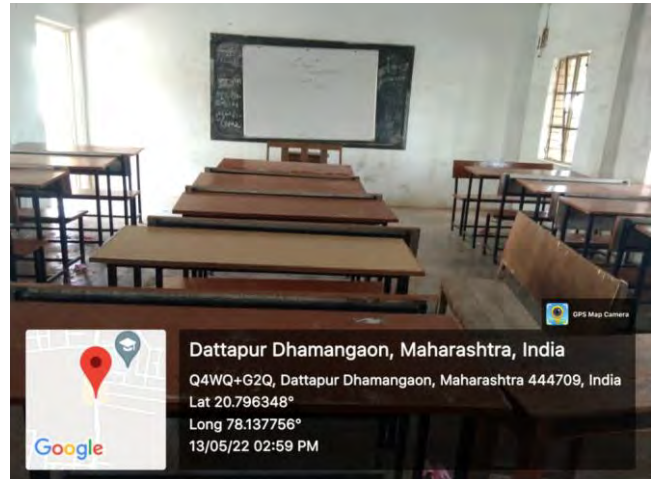 GPS Map Camera
Dattapur Dhamangaon, Maharashtra, India
Q4WQ+G2Q, Dattapur Dhamangaon, Maharashtra 444709, India
Lat 20.796348°
Long 78.137756°
13/05/22 02:59 PM
Google